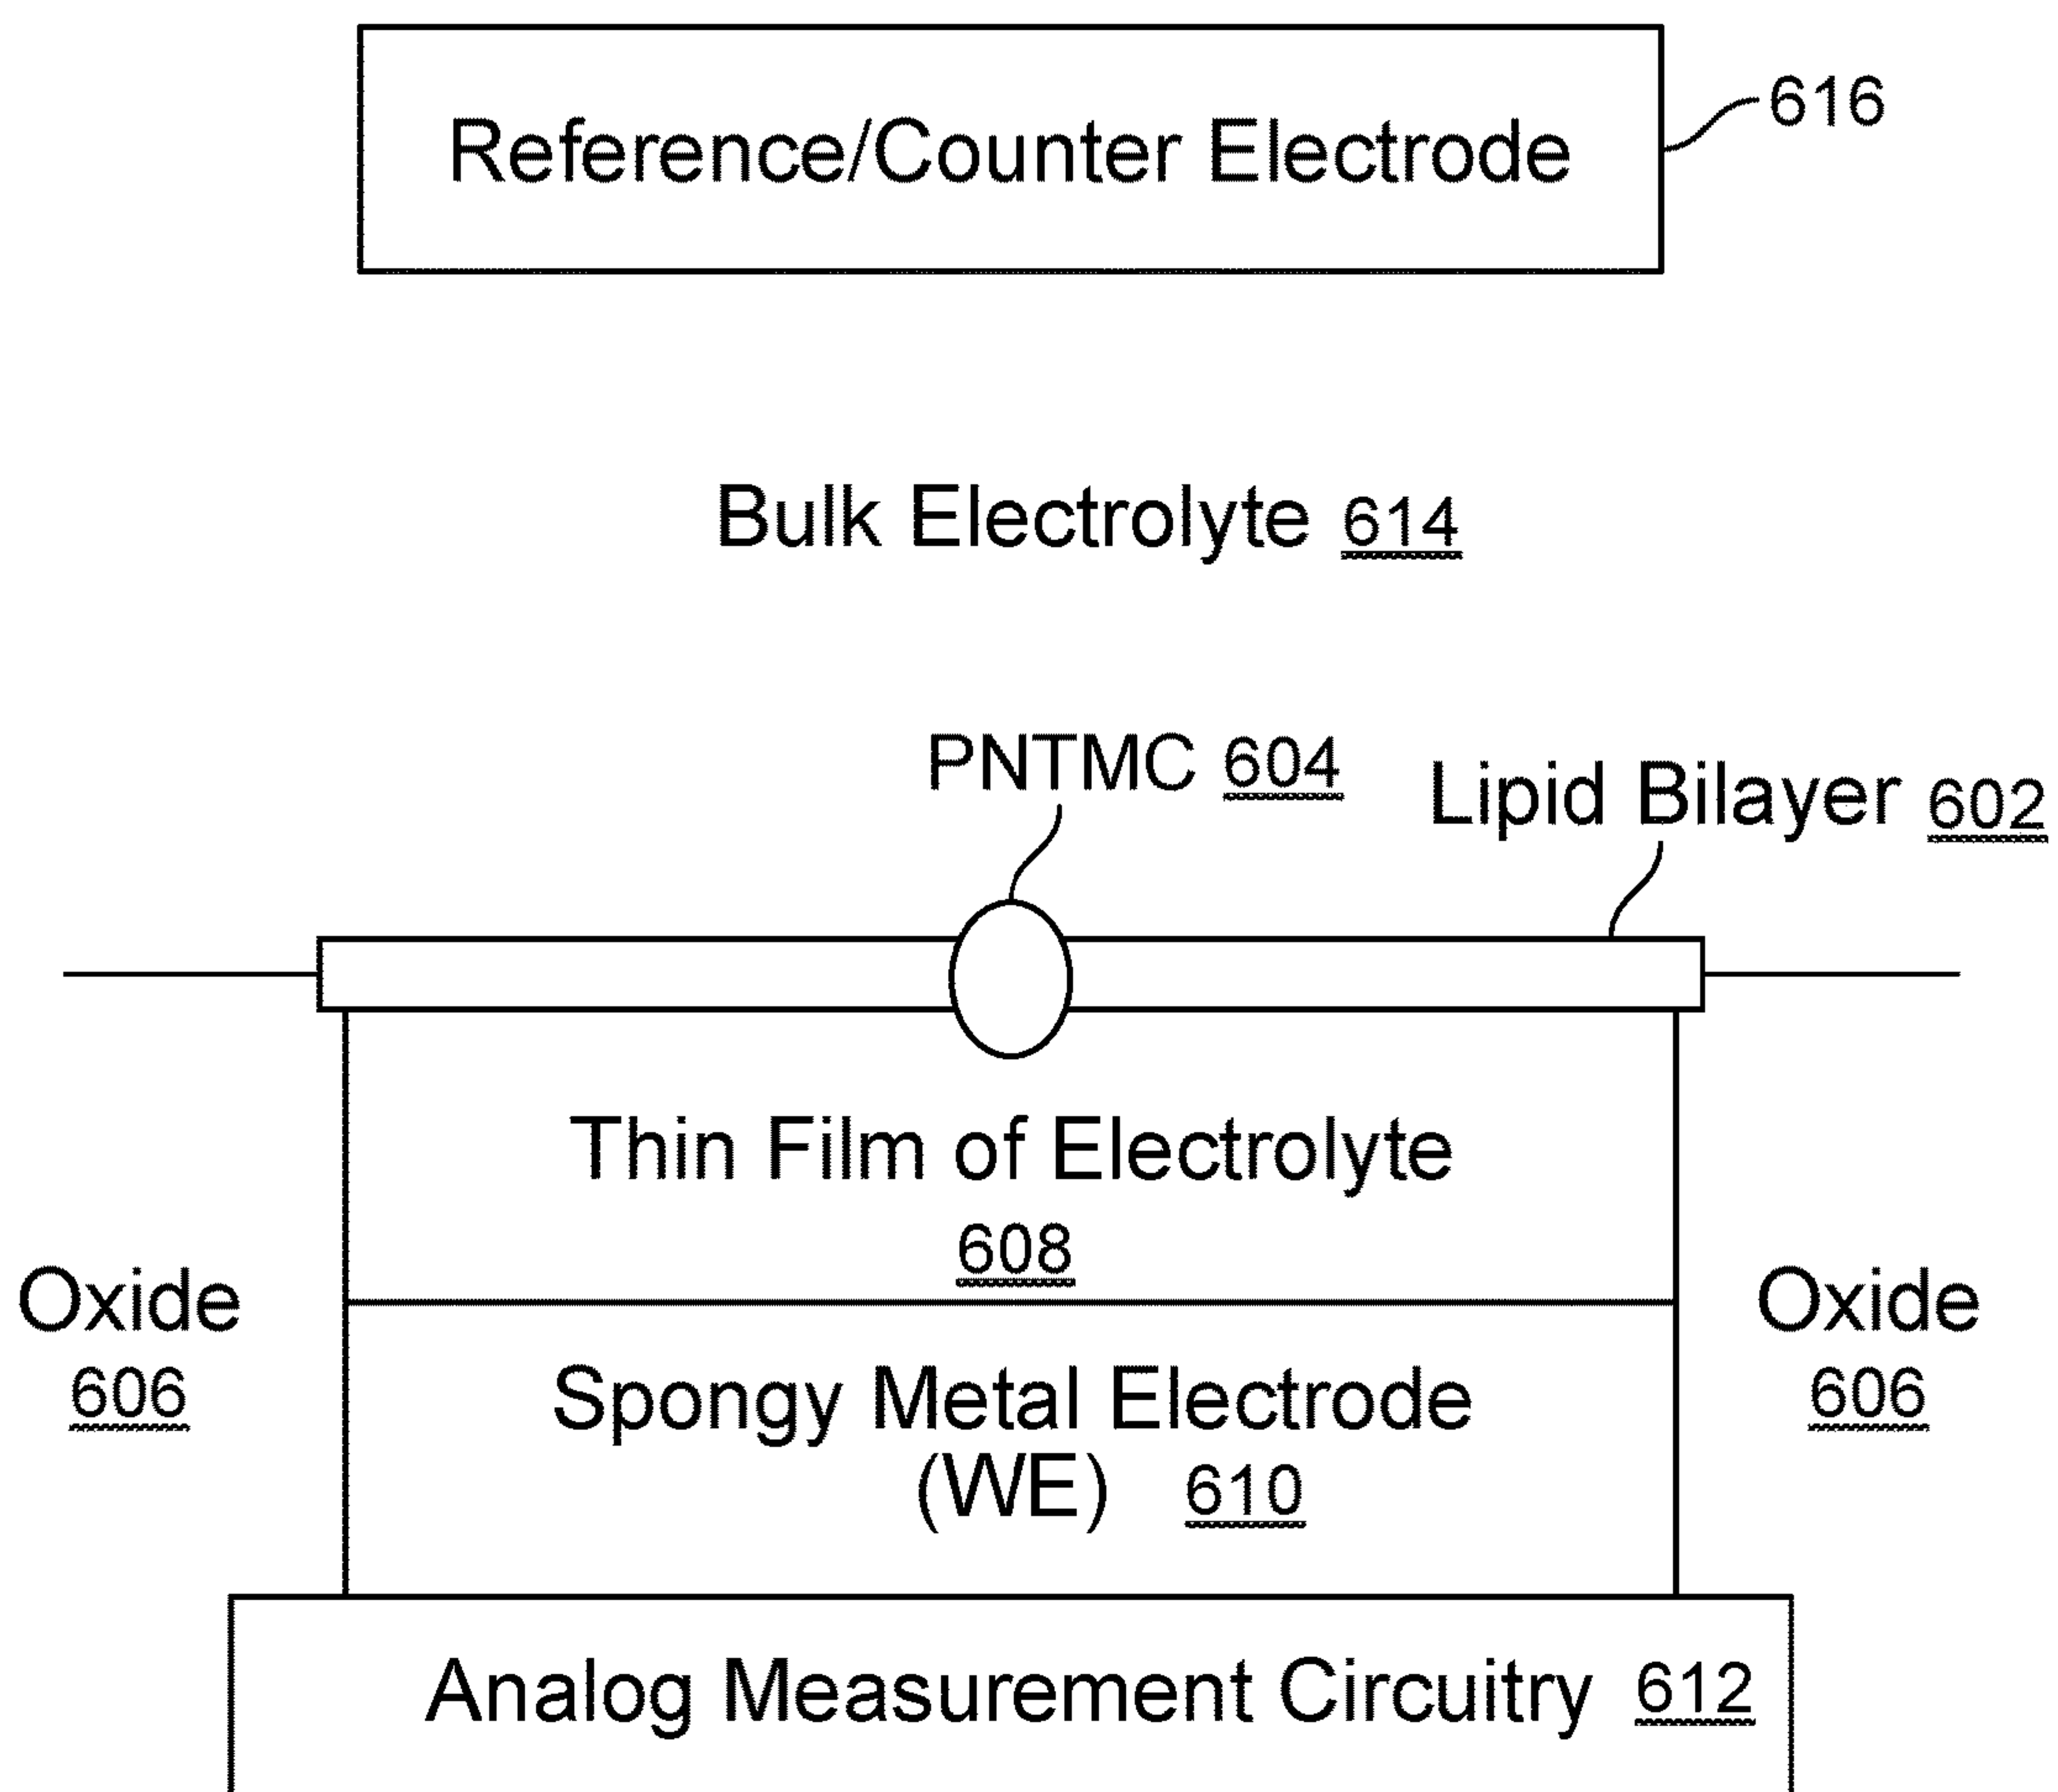 Reference/Counter Electrode
616
Bulk Electrolyte 614
PNTMC 604
Lipid Bilayer 602
Thin Film of Electrolyte
608
Oxide
606
Oxide
606
Spongy Metal Electrode
(WE) 610
Analog Measurement Circuitry 612